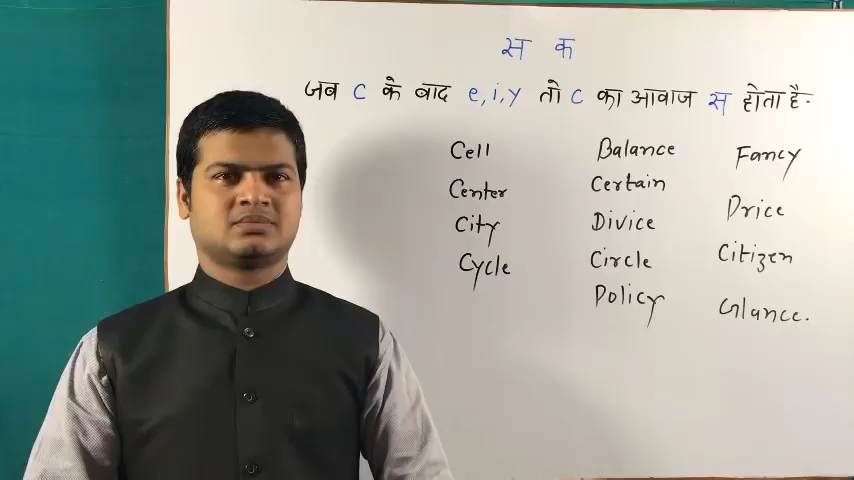 स क
जब C के बाद e,i,y तो C का आवाज स होता है.
Cell Balance Fancy
Center Certain Price
City Divice Citizen
Cycle Circle Glance.
Policy